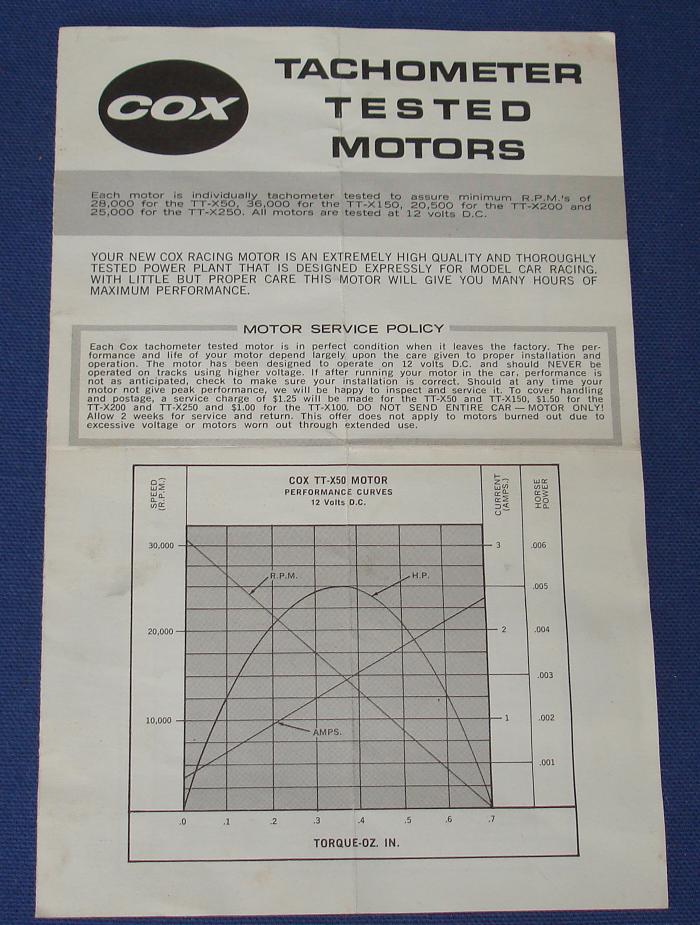 COX
TACHOMETER
TESTED
MOTORS
Each motor is individually tachometer tested to assure minimum R.P.M.'s of
28,000 for the TT-X50, 36,000 for the TT-X150, 20,500 for the TT-X200 and
25,000 for the TT-X250. All motors are tested at 12 volts D.C.
YOUR NEW COX RACING MOTOR IS AN EXTREMELY HIGH QUALITY AND THOROUGHLY
TESTED POWER PLANT THAT IS DESIGNED EXPRESSLY FOR MODEL CAR RACING.
WITH LITTLE BUT PROPER CARE THIS MOTOR WILL GIVE YOU MANY HOURS OF
MAXIMUM PERFORMANCE.
MOTOR SERVICE POLICY
Each Cox tachometer tested motor is in perfect condition when it leaves the factory. The per-
formance and life of your motor depend largely upon the care given to proper installation and
operation. The motor has been designed to operate on 12 volts D.C. and should NEVER be
operated on tracks using higher voltage. If after running your motor in the car, performance is
not as anticipated, check to make sure your installation is correct. Should at any time your
motor not give peak performance, we will be happy to inspect and service it. To cover handling
and postage, a service charge of $1.25 will be made for the TT-X50 and TT-X150, $1.50 for the
TT-X200 and TT-X250 and $1.00 for the TT-X100. DO NOT SEND ENTIRE CAR — MOTOR ONLY!
Allow 2 weeks for service and return. This offer does not apply to motors burned out due to
excessive voltage or motors worn out through extended use.
SPEED
(R.P.M.)
COX TT-X50 MOTOR
PERFORMANCE CURVES
12 Volts D.C.
CURRENT
(AMPS.)
HORSE
POWER
30,000
3
.006
R.P.M.
H.P.
.005
20,000
2
.004
.003
10,000
1
.002
AMPS.
.001
.0 .1 .2 .3 .4 .5 .6 .7
TORQUE-OZ. IN.